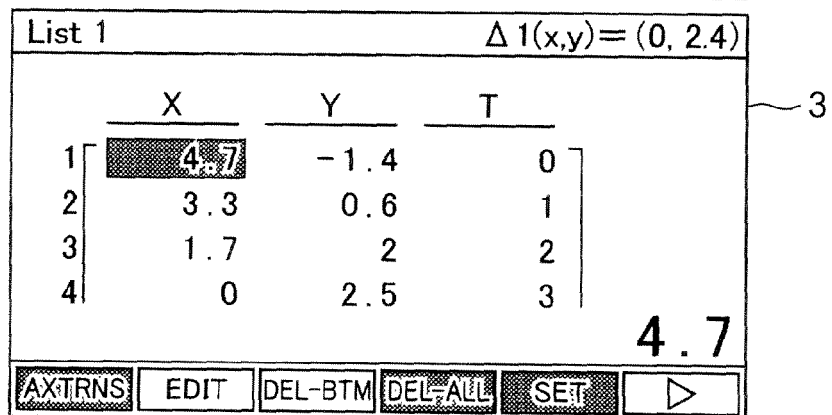 List 1 Δ1(x,y)=(0, 2.4)
X Y T
3
1 4.7 -1.4 0
2 3.3 0.6 1
3 1.7 2 2
4 0 2.5 3
4.7
AXTRNS EDIT DEL-BTM DEL-ALL SET ▷